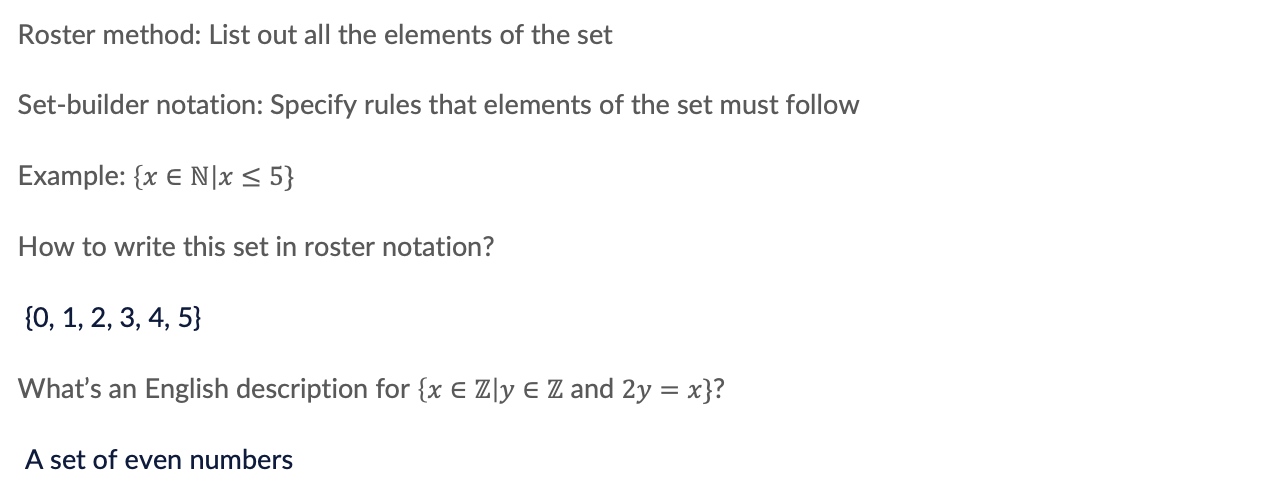 Roster method: List out all the elements of the set
Set-builder notation: Specify rules that elements of the set must follow
Example: {x ∈ ℕ|x ≤ 5}
How to write this set in roster notation?
{0, 1, 2, 3, 4, 5}
What’s an English description for {x ∈ ℤ|y ∈ ℤ and 2y = x}?
A set of even numbers